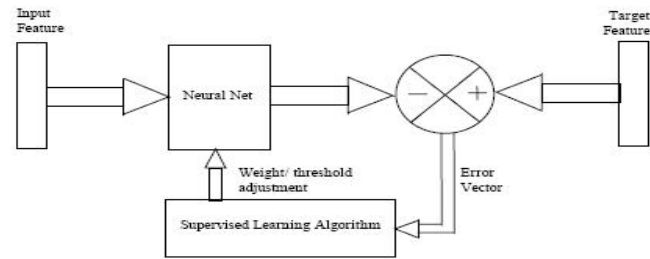 Input
Feature
Target
Feature
Neural Net
−
+
Weight/ threshold
adjustment
Error
Vector
Supervised Learning Algorithm